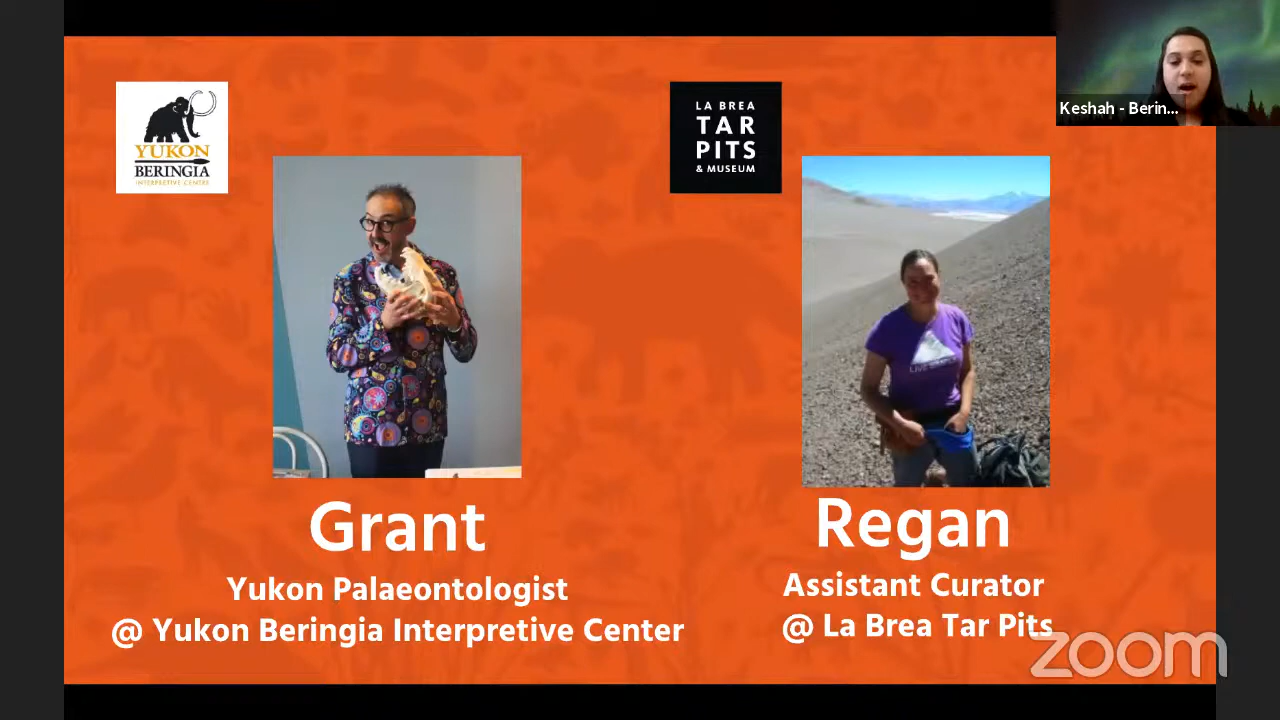 YUKON
BERINGIA
INTERPRETIVE CENTRE
LA BREA
TAR
PITS
& MUSEUM
Keshah - Berin...
Grant
Yukon Palaeontologist
@ Yukon Beringia Interpretive Center
Regan
Assistant Curator
@ La Brea Tar Pits
zoom